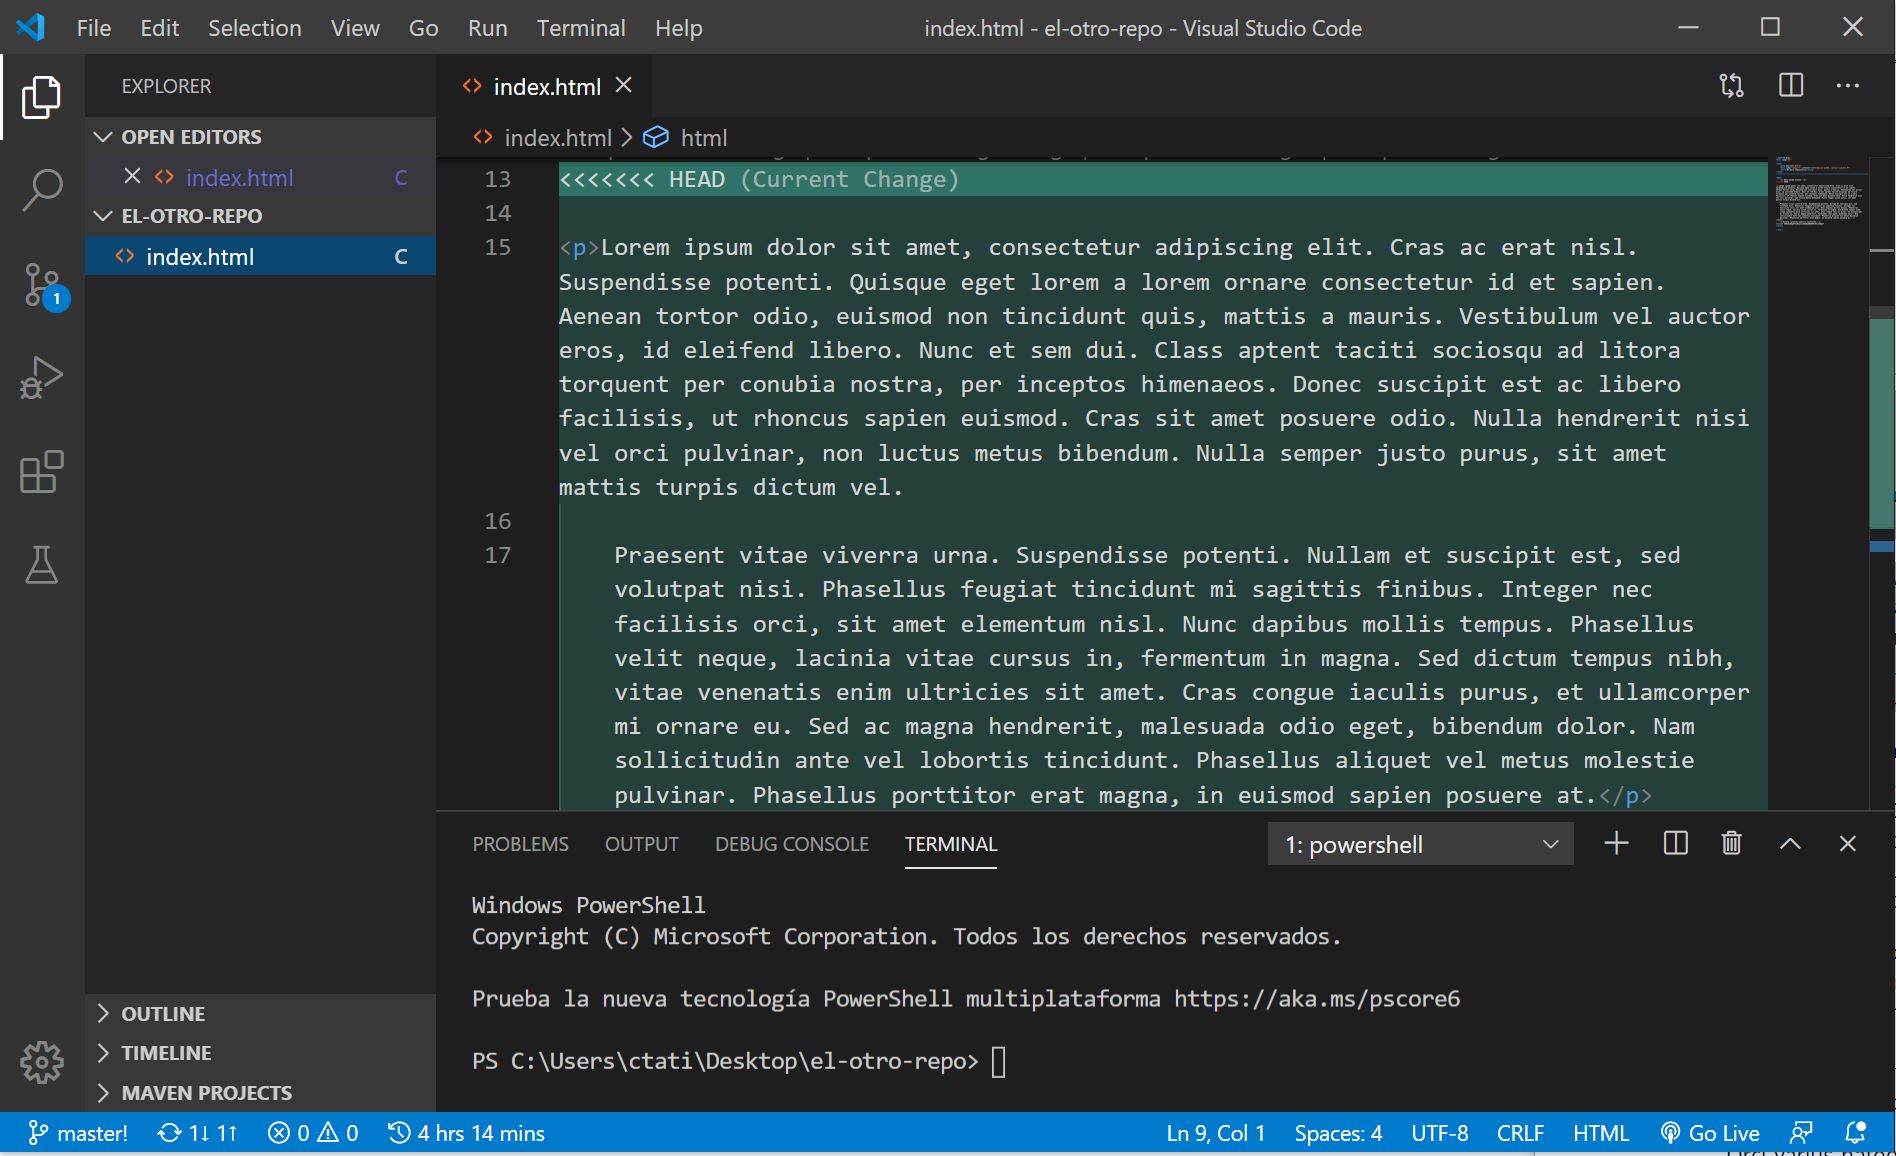 File Edit Selection View Go Run Terminal Help
index.html - el-otro-repo - Visual Studio Code
EXPLORER
OPEN EDITORS
index.html C
EL-OTRO-REPO
index.html C
OUTLINE
TIMELINE
MAVEN PROJECTS
index.html
index.html > html
13 <<<<<<< HEAD (Current Change)
14
15 <p>Lorem ipsum dolor sit amet, consectetur adipiscing elit. Cras ac erat nisl.
Suspendisse potenti. Quisque eget lorem a lorem ornare consectetur id et sapien.
Aenean tortor odio, euismod non tincidunt quis, mattis a mauris. Vestibulum vel auctor
eros, id eleifend libero. Nunc et sem dui. Class aptent taciti sociosqu ad litora
torquent per conubia nostra, per inceptos himenaeos. Donec suscipit est ac libero
facilisis, ut rhoncus sapien euismod. Cras sit amet posuere odio. Nulla hendrerit nisi
vel orci pulvinar, non luctus metus bibendum. Nulla semper justo purus, sit amet
mattis turpis dictum vel.
16
17 Praesent vitae viverra urna. Suspendisse potenti. Nullam et suscipit est, sed
volutpat nisi. Phasellus feugiat tincidunt mi sagittis finibus. Integer nec
facilisis orci, sit amet elementum nisl. Nunc dapibus mollis tempus. Phasellus
velit neque, lacinia vitae cursus in, fermentum in magna. Sed dictum tempus nibh,
vitae venenatis enim ultricies sit amet. Cras congue iaculis purus, et ullamcorper
mi ornare eu. Sed ac magna hendrerit, malesuada odio eget, bibendum dolor. Nam
sollicitudin ante vel lobortis tincidunt. Phasellus aliquet vel metus molestie
pulvinar. Phasellus porttitor erat magna, in euismod sapien posuere at.</p>
PROBLEMS OUTPUT DEBUG CONSOLE TERMINAL
1: powershell
Windows PowerShell
Copyright (C) Microsoft Corporation. Todos los derechos reservados.
Prueba la nueva tecnología PowerShell multiplataforma https://aka.ms/pscore6
PS C:\Users\ctati\Desktop\el-otro-repo>
1
master! 1↓ 1↑ 0 0 4 hrs 14 mins
Ln 9, Col 1 Spaces: 4 UTF-8 CRLF HTML Go Live